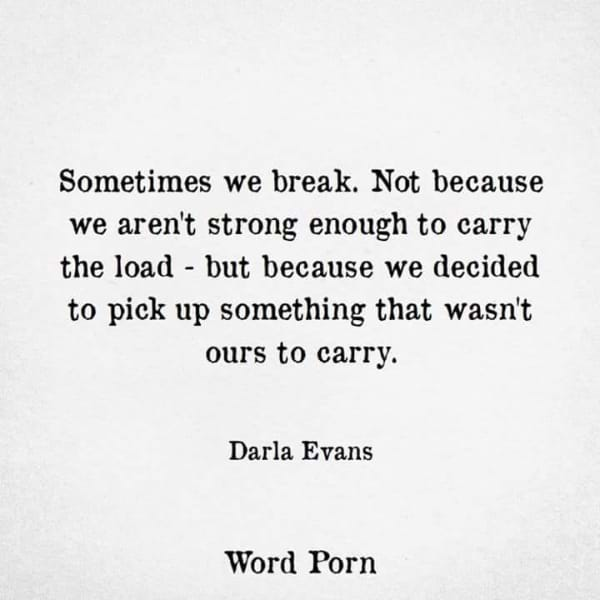 Sometimes we break. Not because
we aren't strong enough to carry
the load - but because we decided
to pick up something that wasn't
ours to carry.
Darla Evans
Word Porn